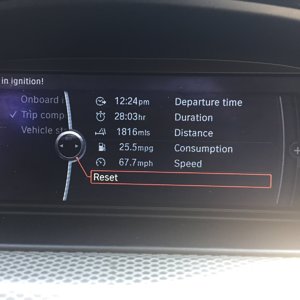 in ignition!
Onboard
Trip comp
Vehicle st
12:24pm Departure time
28:03hr Duration
1816mls Distance
25.5mpg Consumption
67.7mph Speed
Reset